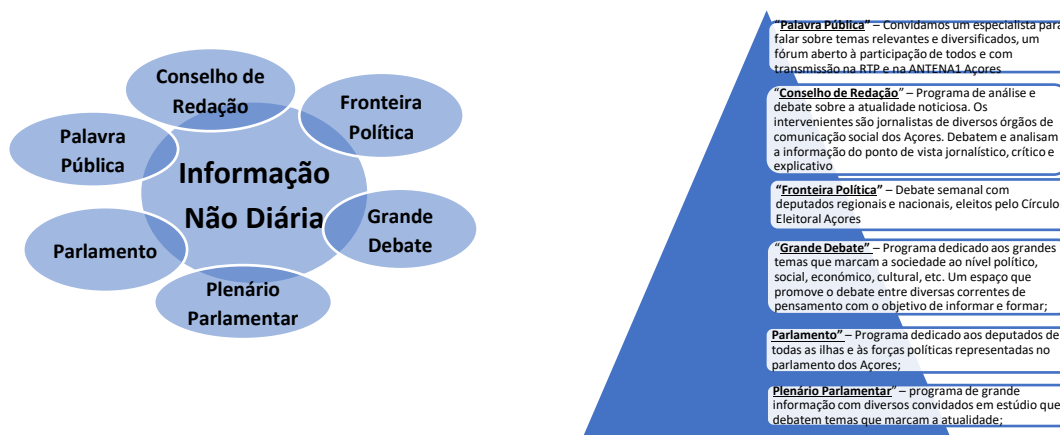 Conselho de
Redação
Fronteira
Política
Palavra
Pública
Informação
Não Diária
Grande
Debate
Parlamento
Plenário
Parlamentar
"Palavra Pública" – Convidamos um especialista para
falar sobre temas relevantes e diversificados, um
fórum aberto à participação de todos e com
transmissão na RTP e na ANTENA1 Açores
"Conselho de Redação" – Programa de análise e
debate sobre a atualidade noticiosa. Os
intervenientes são jornalistas de diversos órgãos de
comunicação social dos Açores. Debatem e analisam
a informação do ponto de vista jornalístico, crítico e
explicativo
"Fronteira Política" – Debate semanal com
deputados regionais e nacionais, eleitos pelo Círculo
Eleitoral Açores
"Grande Debate" – Programa dedicado aos grandes
temas que marcam a sociedade ao nível político,
social, económico, cultural, etc. Um espaço que
promove o debate entre diversas correntes de
pensamento com o objetivo de informar e formar;
Parlamento" – Programa dedicado aos deputados de
todas as ilhas e às forças políticas representadas no
parlamento dos Açores;
Plenário Parlamentar" – programa de grande
informação com diversos convidados em estúdio que
debatem temas que marcam a atualidade;